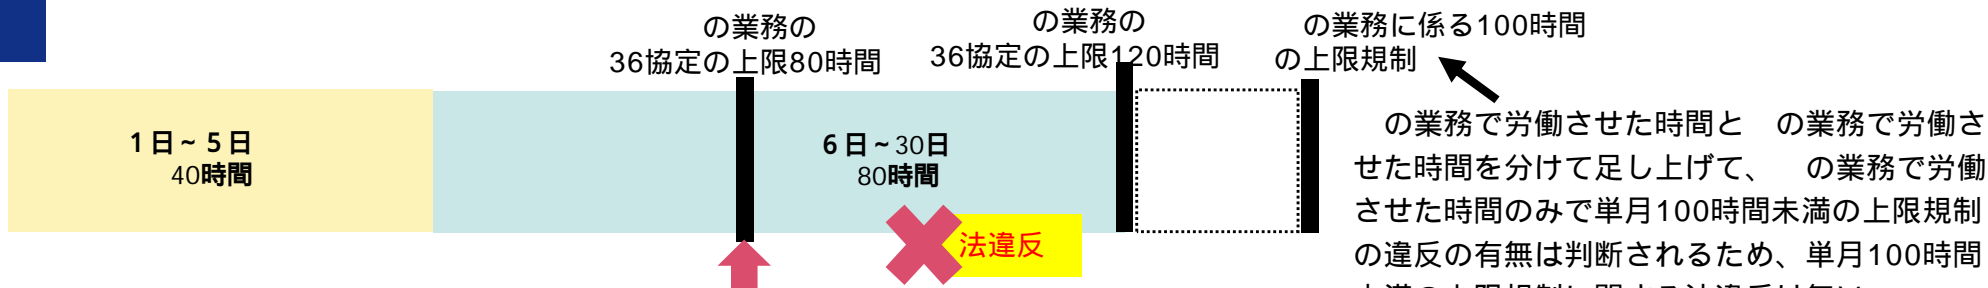 の業務の
36協定の上限80時間
の業務の
36協定の上限120時間
の業務に係る100時間
の上限規制
1日~5日
40時間
6日~30日
80時間
法違反
の業務で労働させた時間と　の業務で労働さ
せた時間を分けて足し上げて、　の業務で労働
させた時間のみで単月100時間未満の上限規制
の違反の有無は判断されるため、単月100時間